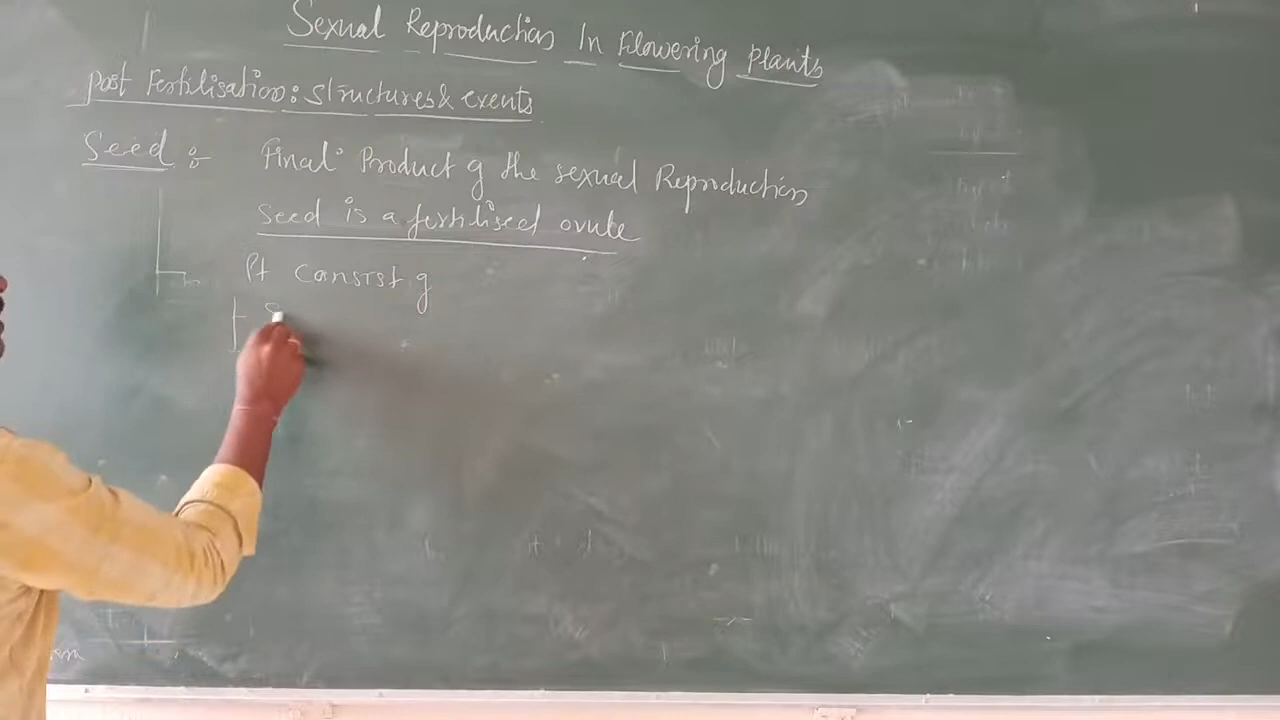 Sexual Reproduction In Flowering Plants
Post Fertilisation: Structures & events
Seed :- Final Product of the sexual Reproduction
Seed is a fertilised ovule
It consist of